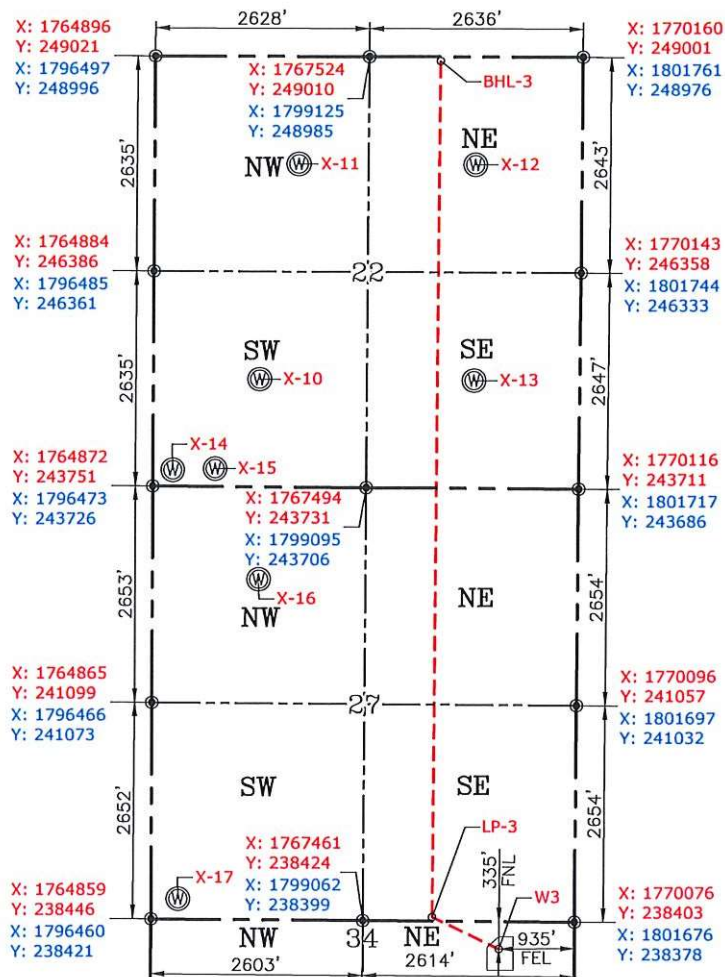 2628' 2636'
X: 1764896
Y: 249021
X: 1796497
Y: 248996
X: 1767524
Y: 249010
X: 1799125
Y: 248985
BHL-3
X: 1770160
Y: 249001
X: 1801761
Y: 248976
2635'
NW
W X-11
NE
W X-12
2643'
X: 1764884
Y: 246386
X: 1796485
Y: 246361
22
X: 1770143
Y: 246358
X: 1801744
Y: 246333
2635'
SW
W X-10
SE
W X-13
2647'
X-14
W
W X-15
X: 1764872
Y: 243751
X: 1796473
Y: 243726
X: 1767494
Y: 243731
X: 1799095
Y: 243706
X: 1770116
Y: 243711
X: 1801717
Y: 243686
2653'
W
X-16
NW
NE
2654'
X: 1764865
Y: 241099
X: 1796466
Y: 241073
27
X: 1770096
Y: 241057
X: 1801697
Y: 241032
2652'
SW
SE
2654'
LP-3
X: 1767461
Y: 238424
X: 1799062
Y: 238399
335'
FNL
W3
W X-17
X: 1764859
Y: 238446
X: 1796460
Y: 238421
NW
34
NE
935'
FEL
X: 1770076
Y: 238403
X: 1801676
Y: 238378
2603' 2614'